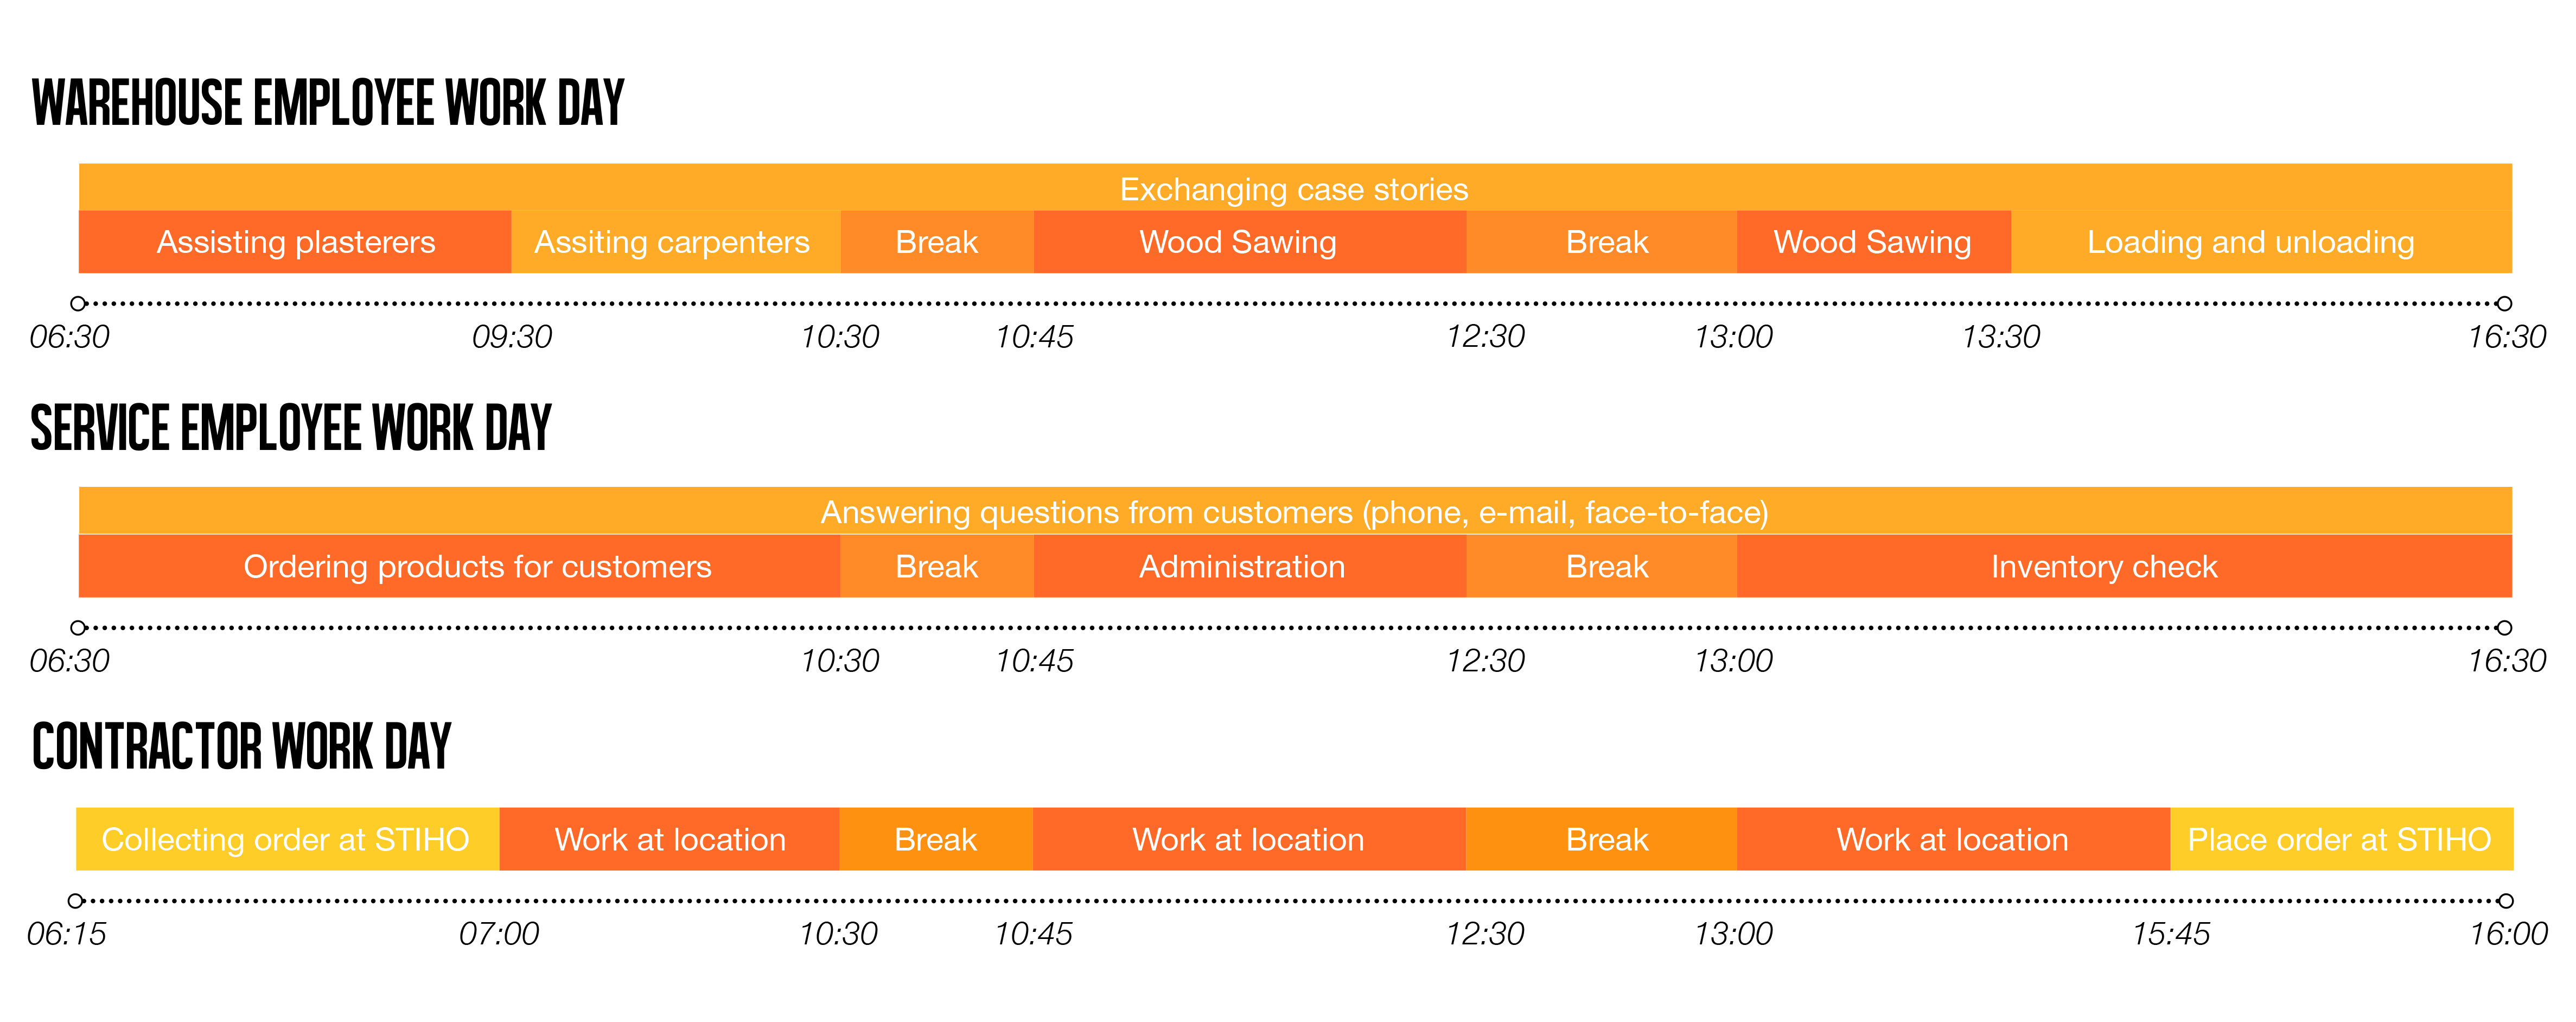 WAREHOUSE EMPLOYEE WORK DAY
Exchanging case stories
Assisting plasterers Assiting carpenters Break Wood Sawing Break Wood Sawing Loading and unloading
06:30 09:30 10:30 10:45 12:30 13:00 13:30 16:30
SERVICE EMPLOYEE WORK DAY
Answering questions from customers (phone, e-mail, face-to-face)
Ordering products for customers Break Administration Break Inventory check
06:30 10:30 10:45 12:30 13:00 16:30
CONTRACTOR WORK DAY
Collecting order at STIHO Work at location Break Work at location Break Work at location Place order at STIHO
06:15 07:00 10:30 10:45 12:30 13:00 15:45 16:00